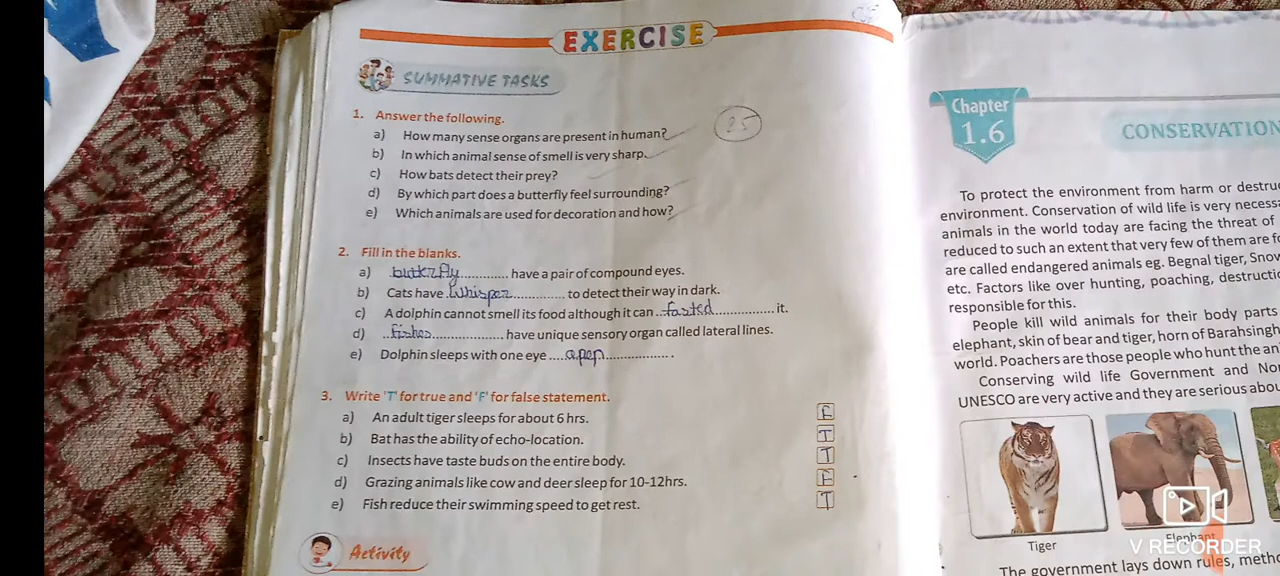 EXERCISE
SUMMATIVE TASKS
1. Answer the following.
a) How many sense organs are present in human?
b) In which animal sense of smell is very sharp.
c) How bats detect their prey?
d) By which part does a butterfly feel surrounding?
e) Which animals are used for decoration and how?
25
2. Fill in the blanks.
a) butterfly............ have a pair of compound eyes.
b) Cats have .Whisper............. to detect their way in dark.
c) A dolphin cannot smell its food although it can ..fasted............... it.
d) ..fishes................. have unique sensory organ called lateral lines.
e) Dolphin sleeps with one eye ....apen.................. .
3. Write 'T' for true and 'F' for false statement.
a) An adult tiger sleeps for about 6 hrs. F
b) Bat has the ability of echo-location. T
c) Insects have taste buds on the entire body. T
d) Grazing animals like cow and deer sleep for 10-12hrs. F
e) Fish reduce their swimming speed to get rest. T
Activity
Chapter
1.6
CONSERVATION
To protect the environment from harm or destru
environment. Conservation of wild life is very necess
animals in the world today are facing the threat of
reduced to such an extent that very few of them are f
are called endangered animals eg. Begnal tiger, Snow
etc. Factors like over hunting, poaching, destructi
responsible for this.
People kill wild animals for their body parts
elephant, skin of bear and tiger, horn of Barahsingh
world. Poachers are those people who hunt the an
Conserving wild life Government and No
UNESCO are very active and they are serious abou
Tiger
Elephant
The government lays down rules, metho
V RECORDER